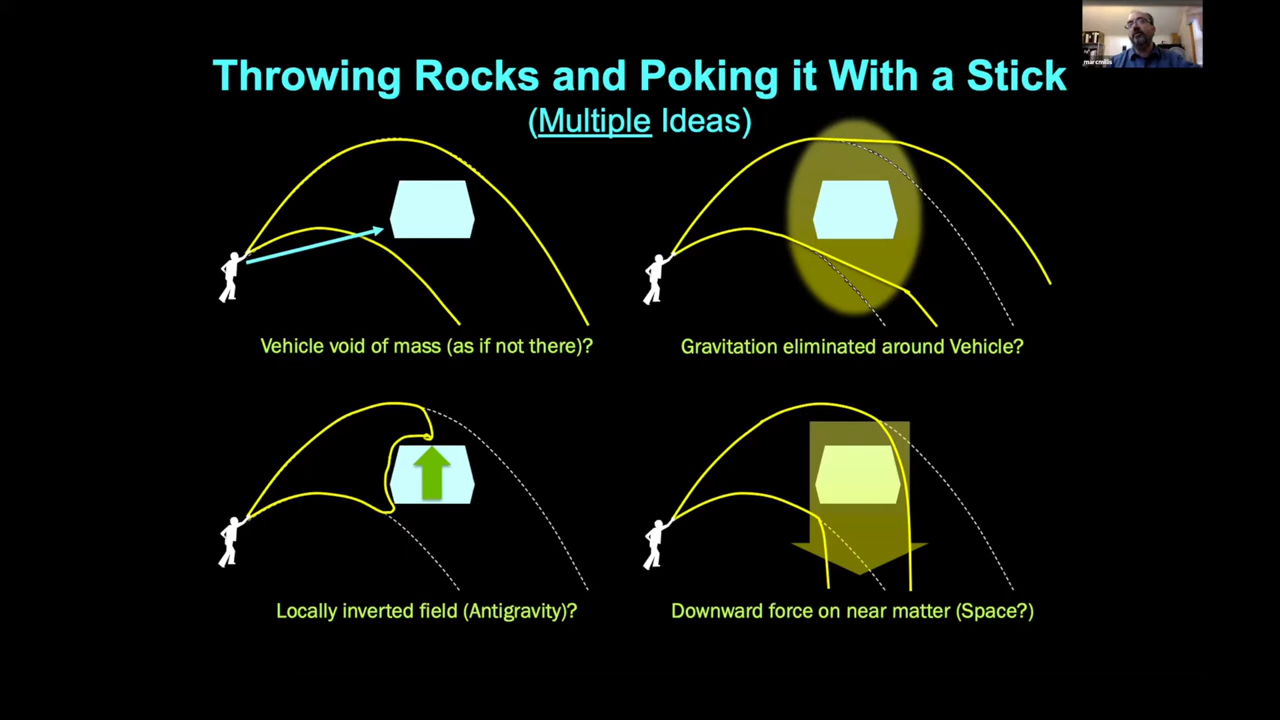 Throwing Rocks and Poking it With a Stick
(Multiple Ideas)
marcmillis
Vehicle void of mass (as if not there)?
Gravitation eliminated around Vehicle?
Locally inverted field (Antigravity)?
Downward force on near matter (Space?)